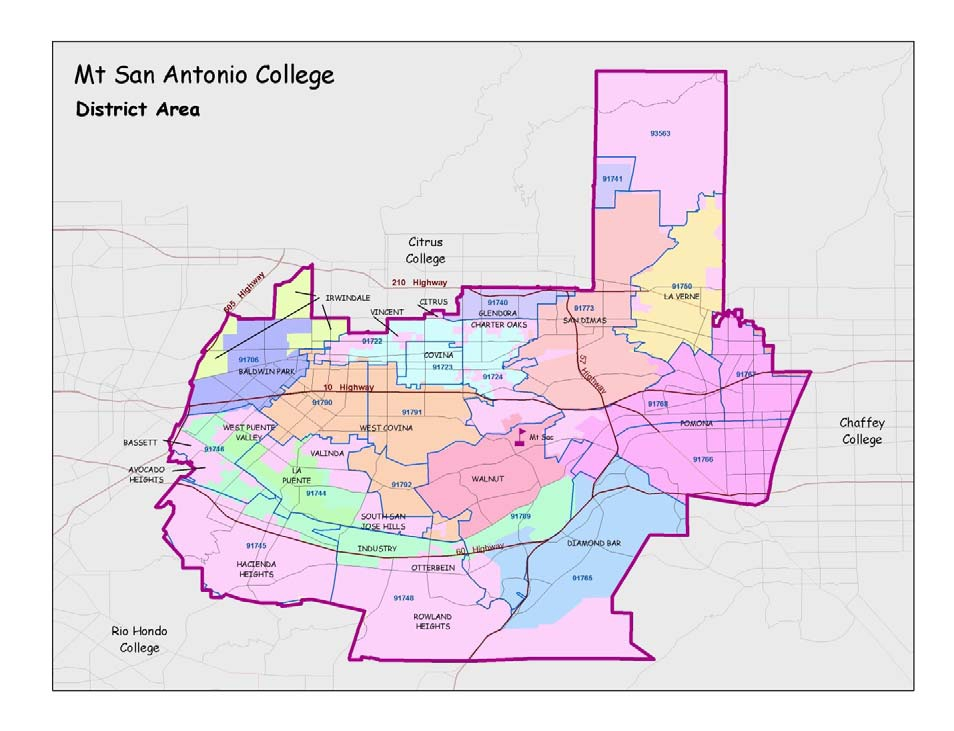 Mt San Antonio College
District Area
93563
91741
Citrus
College
605 Highway
210 Highway
91750
LA VERNE
IRWINDALE
CITRUS
91740
GLENDORA
VINCENT
91773
SAN DIMAS
CHARTER OAKS
91722
COVINA
91723
91724
91706
BALDWIN PARK
57 Highway
91767
10 Highway
91790
91791
91768
POMONA
Chaffey
College
WEST PUENTE
VALLEY
WEST COVINA
Mt Sac
BASSETT
91746
VALINDA
91766
AVOCADO
HEIGHTS
LA
PUENTE
91744
91792
WALNUT
SOUTH SAN
JOSE HILLS
91789
INDUSTRY
60 Highway
DIAMOND BAR
91745
HACIENDA
HEIGHTS
OTTERBEIN
91765
91748
ROWLAND
HEIGHTS
Rio Hondo
College